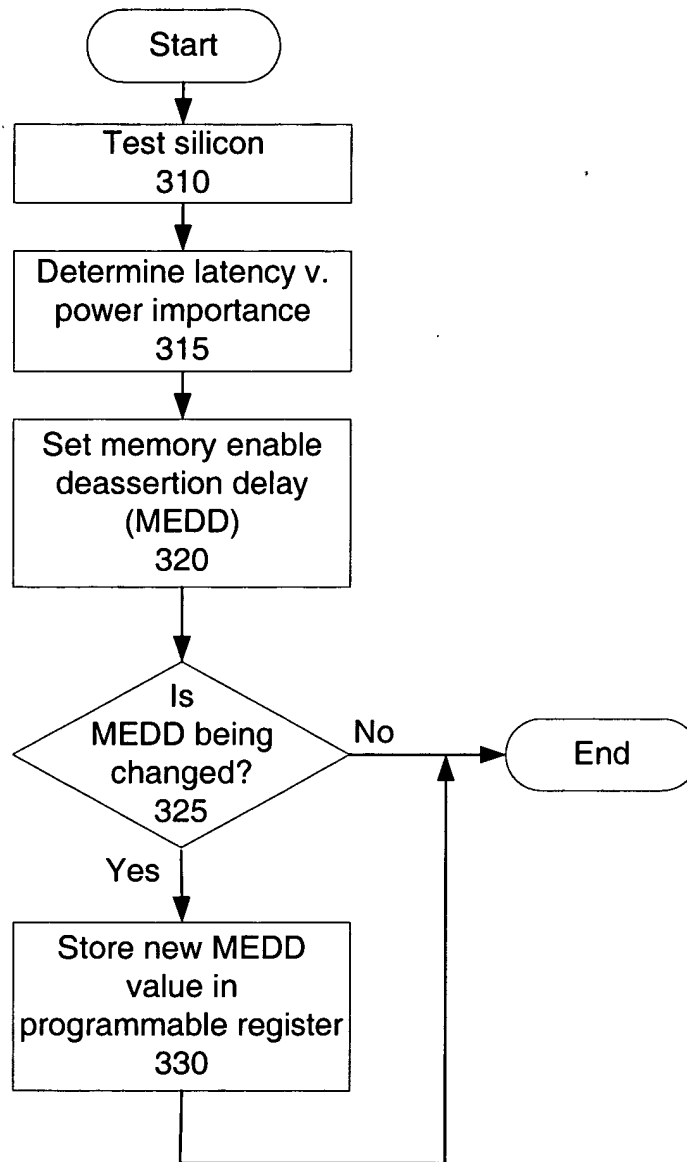 Start
Test silicon
310
Determine latency v.
power importance
315
Set memory enable
deassertion delay
(MEDD)
320
Is
MEDD being
changed?
325
No
End
Yes
Store new MEDD
value in
programmable register
330